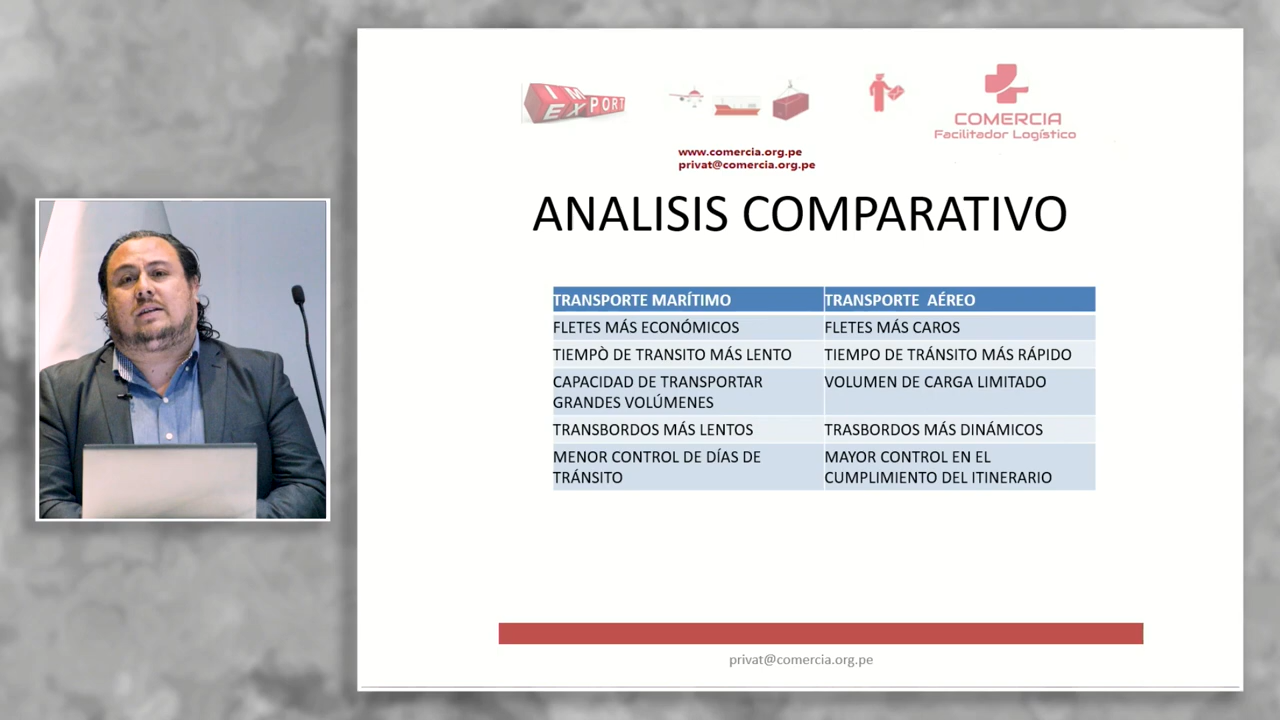 IM
EXPORT
COMERCIA
Facilitador Logístico
www.comercia.org.pe
privat@comercia.org.pe
ANALISIS COMPARATIVO
TRANSPORTE MARÍTIMO TRANSPORTE AÉREO
FLETES MÁS ECONÓMICOS FLETES MÁS CAROS
TIEMPÒ DE TRANSITO MÁS LENTO TIEMPO DE TRÁNSITO MÁS RÁPIDO
CAPACIDAD DE TRANSPORTAR VOLUMEN DE CARGA LIMITADO
GRANDES VOLÚMENES
TRANSBORDOS MÁS LENTOS TRASBORDOS MÁS DINÁMICOS
MENOR CONTROL DE DÍAS DE MAYOR CONTROL EN EL
TRÁNSITO CUMPLIMIENTO DEL ITINERARIO
privat@comercia.org.pe